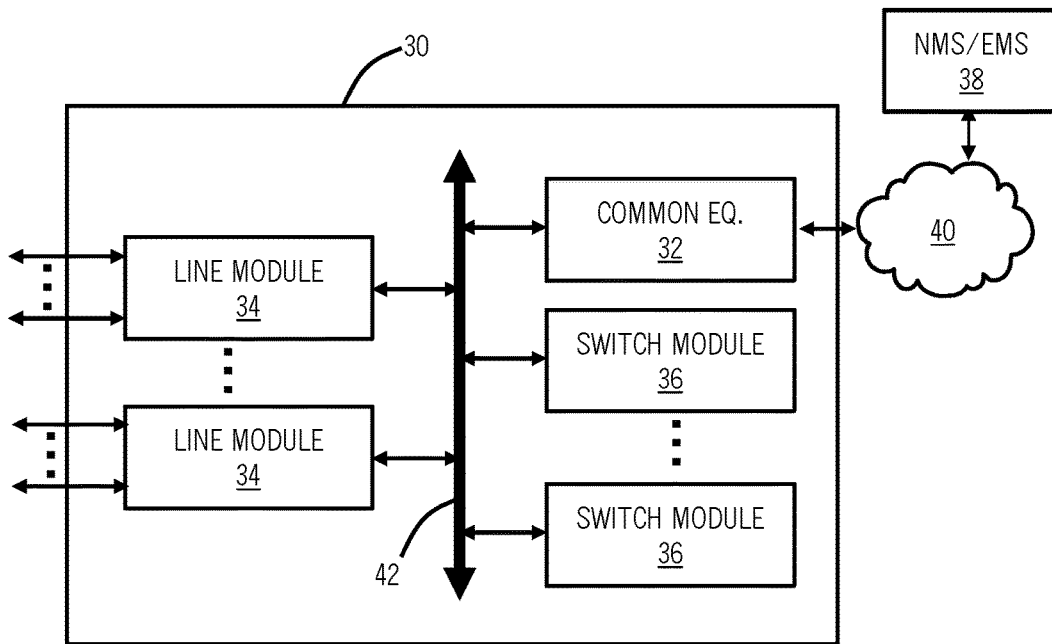 30
NMS/EMS
38
COMMON EQ.
32
40
LINE MODULE
34
SWITCH MODULE
36
LINE MODULE
34
SWITCH MODULE
36
42